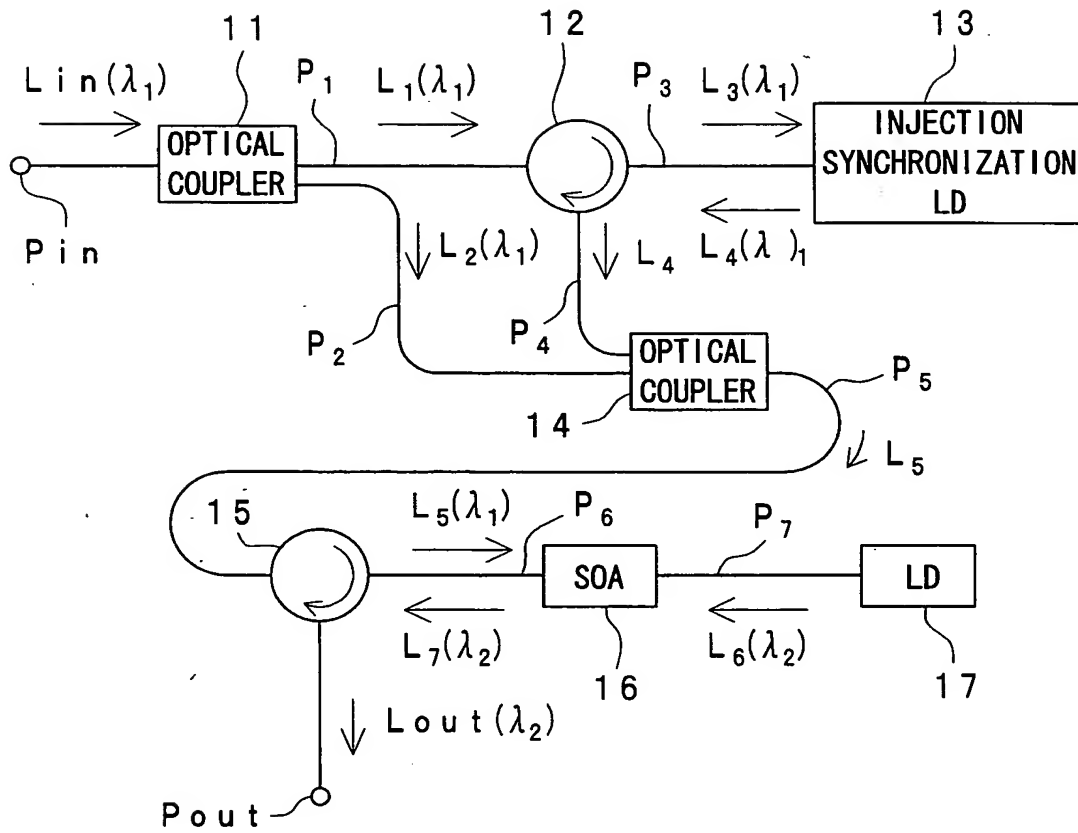 11
12
13
Lin(λ₁)
P₁
L₁(λ₁)
P₃
L₃(λ₁)
OPTICAL
COUPLER
INJECTION
SYNCHRONIZATION
LD
Pin
L₂(λ₁)
L₄
L₄(λ)₁
P₂
P₄
OPTICAL
COUPLER
P₅
14
L₅
15
L₅(λ₁)
P₆
P₇
SOA
LD
L₇(λ₂)
L₆(λ₂)
16
17
Lout(λ₂)
Pout